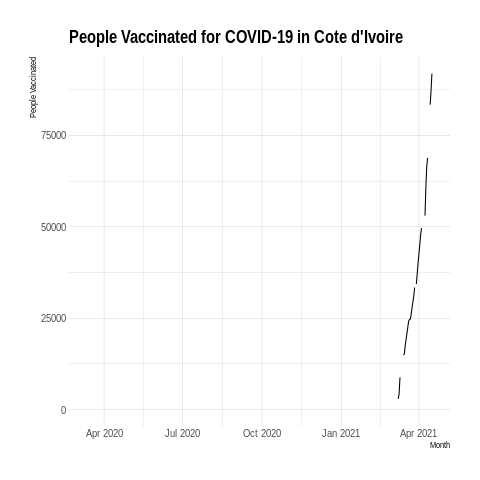 People Vaccinated for COVID-19 in Cote d'Ivoire
People Vaccinated
75000
50000
25000
0
Apr 2020 Jul 2020 Oct 2020 Jan 2021 Apr 2021
Month